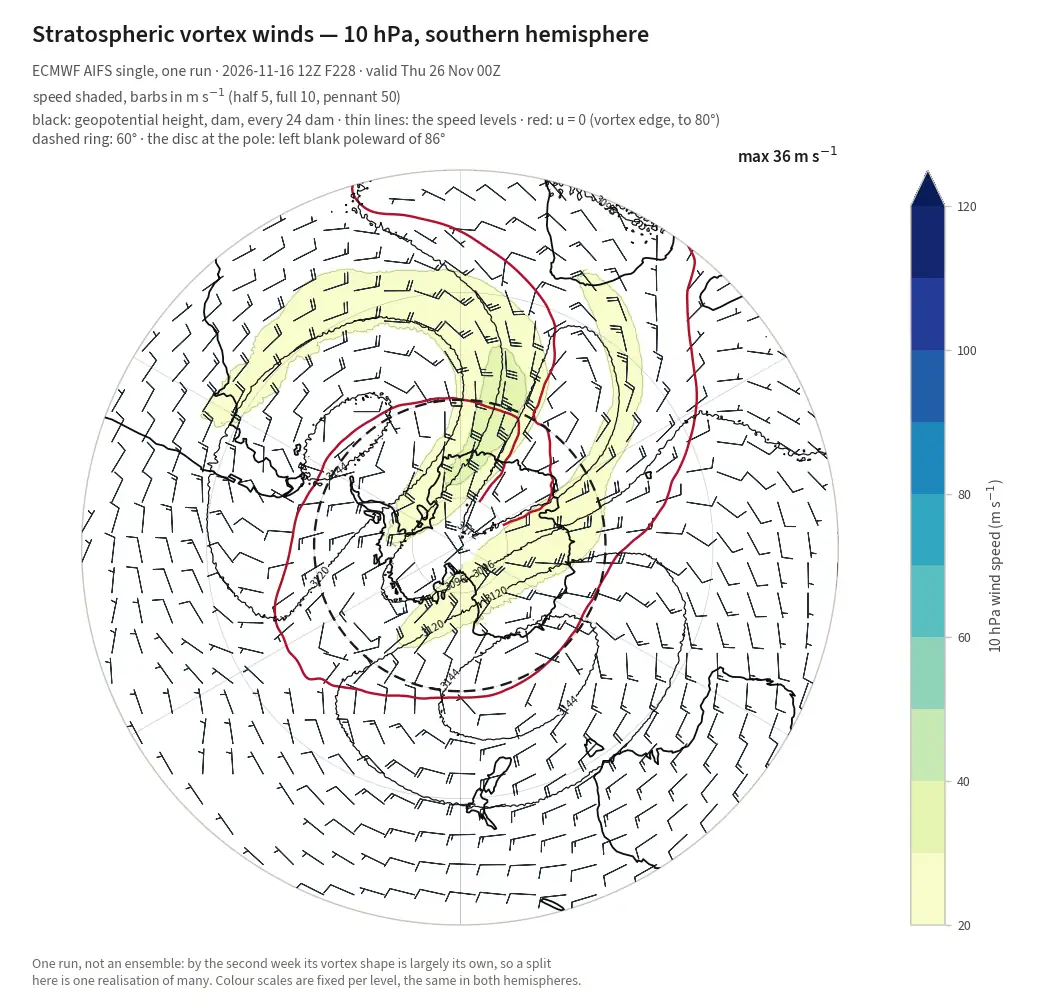 Stratospheric vortex winds — 10 hPa, southern hemisphere
ECMWF AIFS single, one run · 2026-11-16 12Z F228 · valid Thu 26 Nov 00Z
speed shaded, barbs in m s⁻¹ (half 5, full 10, pennant 50)
black: geopotential height, dam, every 24 dam · thin lines: the speed levels · red: u = 0 (vortex edge, to 80°)
dashed ring: 60° · the disc at the pole: left blank poleward of 86°
max 36 m s⁻¹
120
100
80
60
40
20
10 hPa wind speed (m s⁻¹)
3144
3120
3096
3096
3120
3120
3144
3144
One run, not an ensemble: by the second week its vortex shape is largely its own, so a split
here is one realisation of many. Colour scales are fixed per level, the same in both hemispheres.